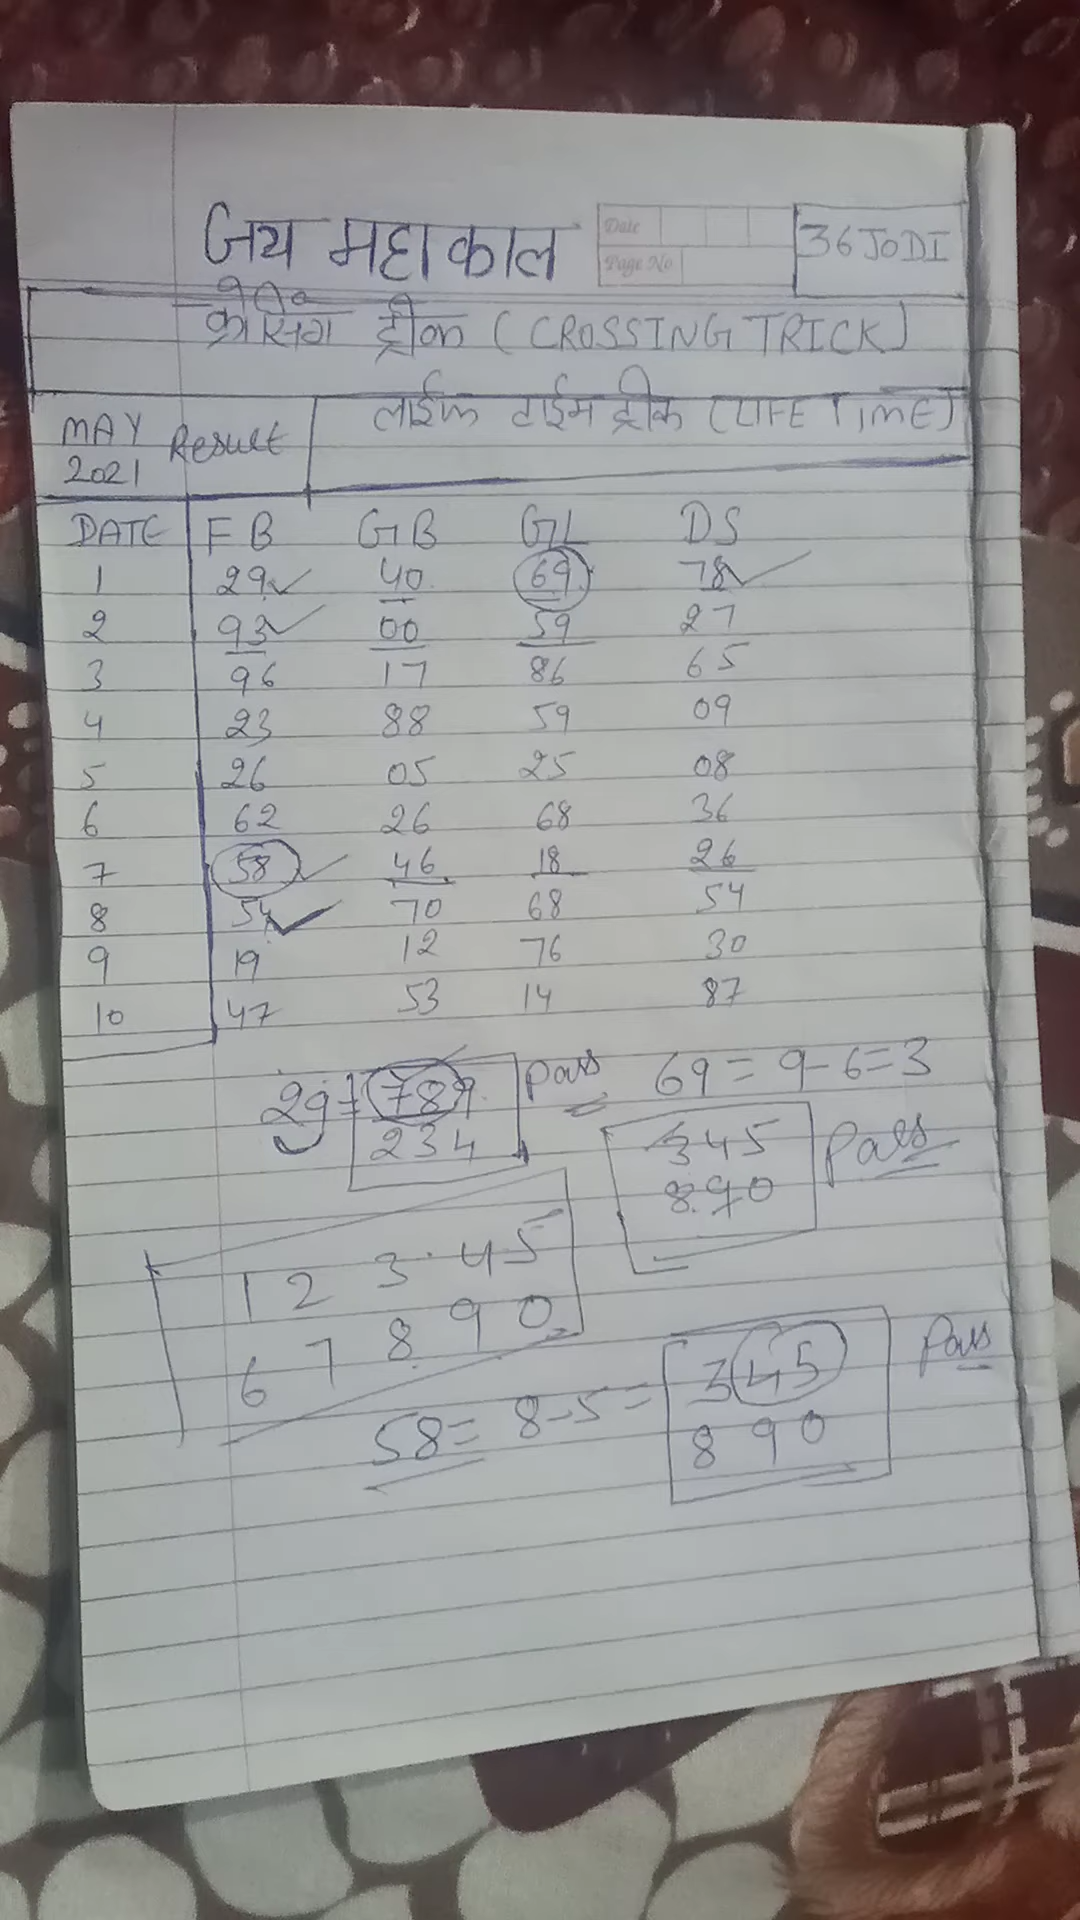 जय महाकाल
Date
Page No
36 JODI
क्रोसिंग ट्रीक (CROSSING TRICK)
MAY 2021 Result लाईफ टाईम ट्रीक (LIFE TIME)
DATE FB GB GL DS
1 29 40 69 78
2 93 00 59 27
3 96 17 86 65
4 23 88 59 09
5 26 05 25 08
6 62 26 68 36
7 58 46 18 26
8 54 70 68 54
9 19 12 76 30
10 47 53 14 87
29= 789 Pass
234
69 = 9-6=3
345 Pass
890
1 2 3 4 5
6 7 8 9 0
58= 8-5= 345 Pass
890